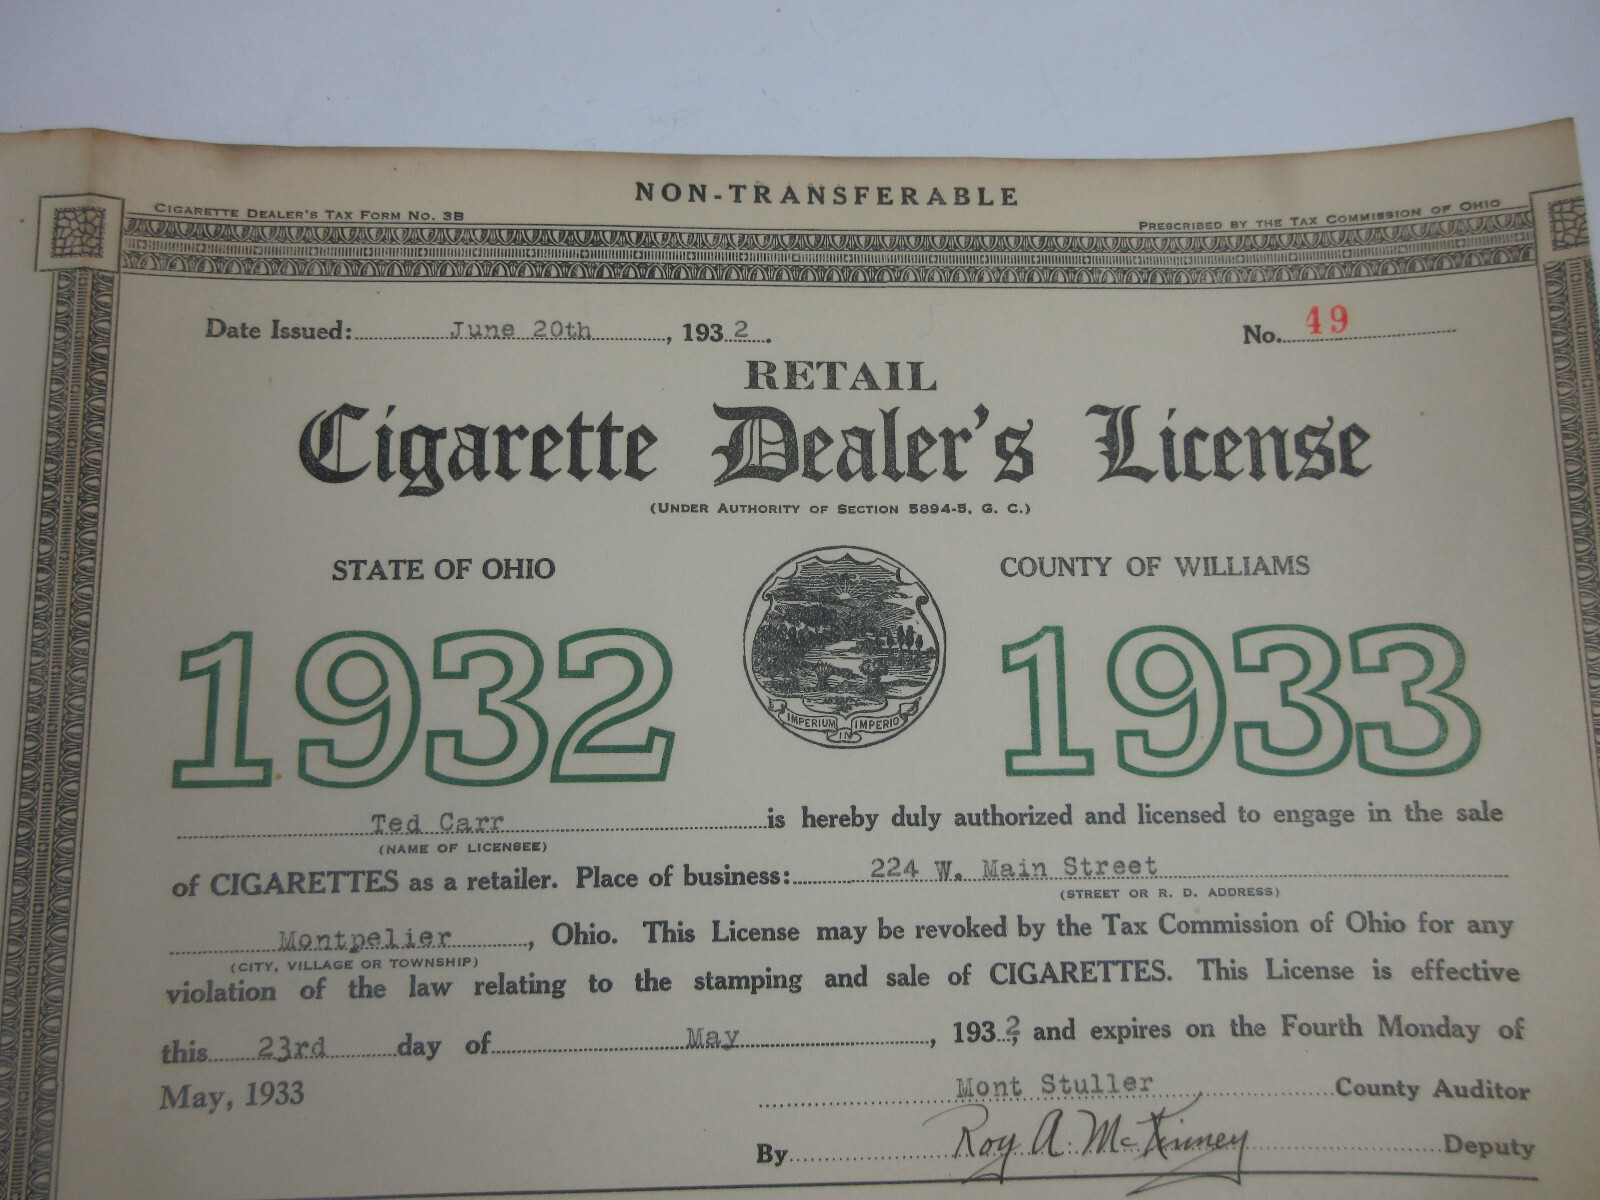 NON-TRANSFERABLE
CIGARETTE DEALER'S TAX FORM NO. 3B
PRESCRIBED BY THE TAX COMMISSION OF OHIO
Date Issued: June 20th, 1932.
No. 49
RETAIL
Cigarette Dealer's License
(UNDER AUTHORITY OF SECTION 5894-5, G. C.)
STATE OF OHIO
COUNTY OF WILLIAMS
1932
1933
IMPERIUM IN IMPERIO
Ted Carr is hereby duly authorized and licensed to engage in the sale
(NAME OF LICENSEE)
of CIGARETTES as a retailer. Place of business: 224 W. Main Street
(STREET OR R. D. ADDRESS)
Montpelier, Ohio. This License may be revoked by the Tax Commission of Ohio for any
(CITY, VILLAGE OR TOWNSHIP)
violation of the law relating to the stamping and sale of CIGARETTES. This License is effective
this 23rd day of May, 1932, and expires on the Fourth Monday of
May, 1933
Mont Stuller County Auditor
By Roy A. McKinney Deputy